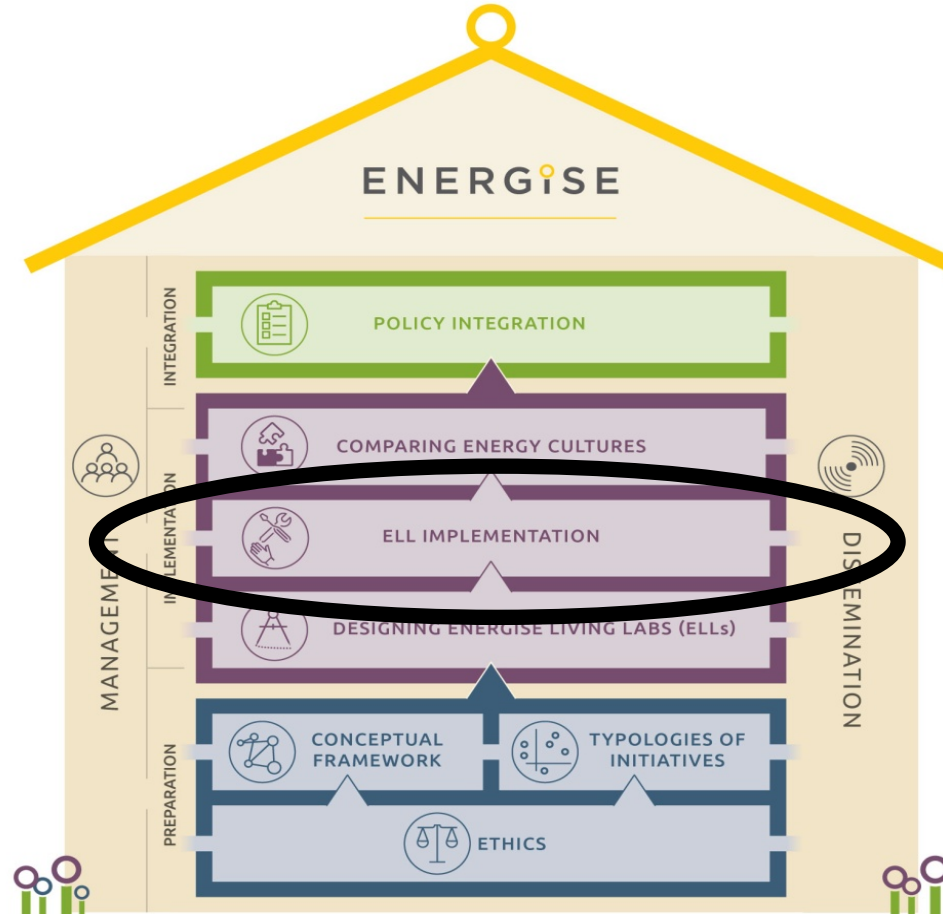 ENERGISE
INTEGRATION
POLICY INTEGRATION
IMPLEMENTATION
COMPARING ENERGY CULTURES
ELL IMPLEMENTATION
DESIGNING ENERGISE LIVING LABS (ELLs)
MANAGEMENT
DISSEMINATION
PREPARATION
CONCEPTUAL
FRAMEWORK
TYPOLOGIES OF
INITIATIVES
ETHICS